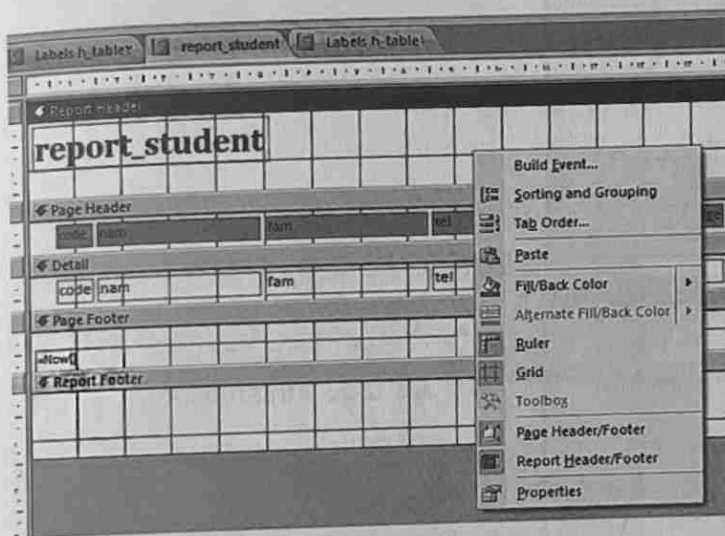 Labels h_table report_student Labels h_table
Report Header
report_student
Page Header
code nam fam tel
Detail
code nam fam tel
Page Footer
=Now()
Report Footer
Build Event...
Sorting and Grouping
Tab Order...
Paste
Fill/Back Color
Alternate Fill/Back Color
Ruler
Grid
Toolbox
Page Header/Footer
Report Header/Footer
Properties